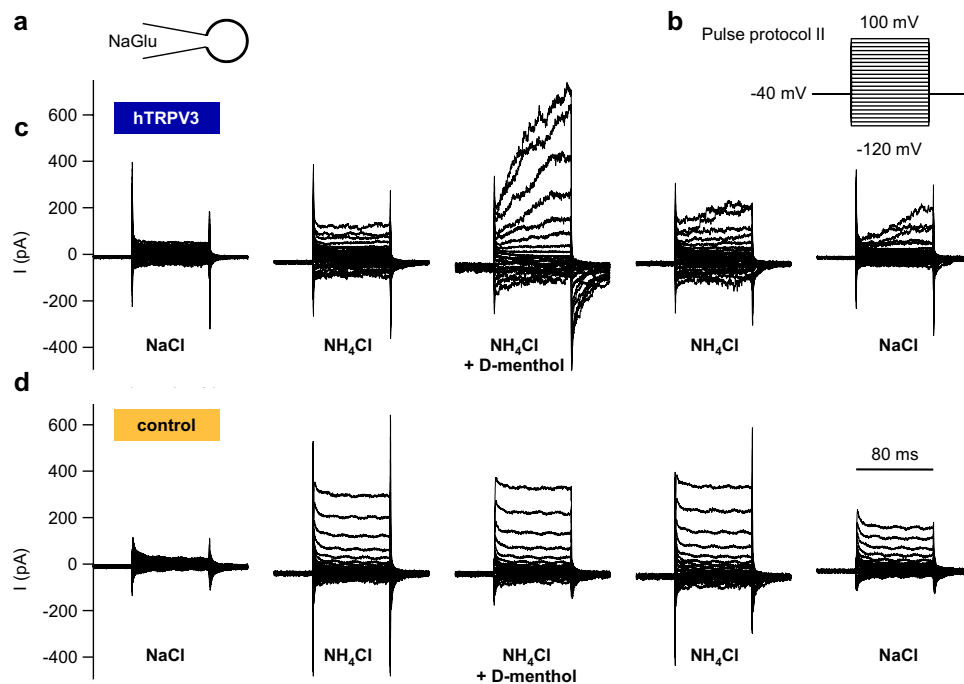 a
NaGlu
b
Pulse protocol II
100 mV
-40 mV
-120 mV
c
hTRPV3
600
400
200
0
-200
-400
I (pA)
NaCl
NH₄Cl
NH₄Cl
+ D-menthol
NH₄Cl
NaCl
d
control
600
400
200
0
-200
-400
I (pA)
80 ms
NaCl
NH₄Cl
NH₄Cl
+ D-menthol
NH₄Cl
NaCl